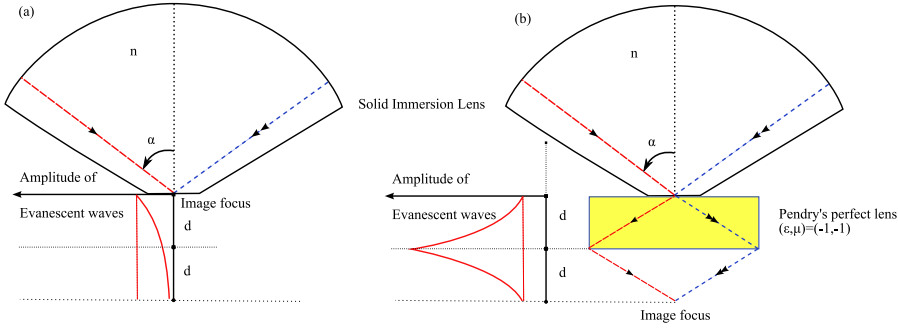 (a)
n
α
Amplitude of
Evanescent waves
Image focus
d
d
Solid Immersion Lens
(b)
n
α
Amplitude of
Evanescent waves
d
d
Pendry's perfect lens
(ε,μ)=(-1,-1)
Image focus